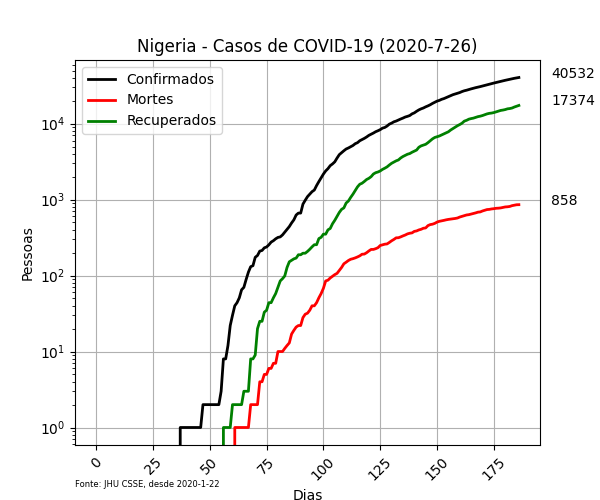 Nigeria - Casos de COVID-19 (2020-7-26)
Confirmados
Mortes
Recuperados
40532
17374
858
Pessoas
10⁴
10³
10²
10¹
10⁰
0 25 50 75 100 125 150 175
Fonte: JHU CSSE, desde 2020-1-22
Dias